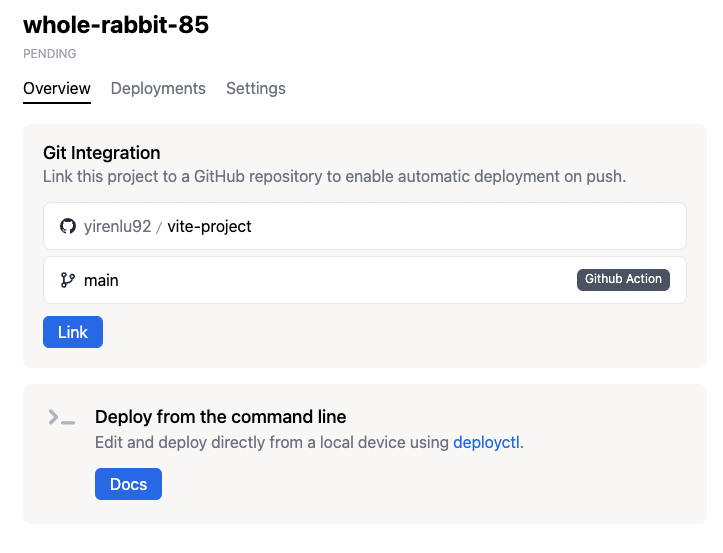 whole-rabbit-85
PENDING
Overview Deployments Settings
Git Integration
Link this project to a GitHub repository to enable automatic deployment on push.
yirenlu92 / vite-project
main Github Action
Link
Deploy from the command line
Edit and deploy directly from a local device using deployctl.
Docs